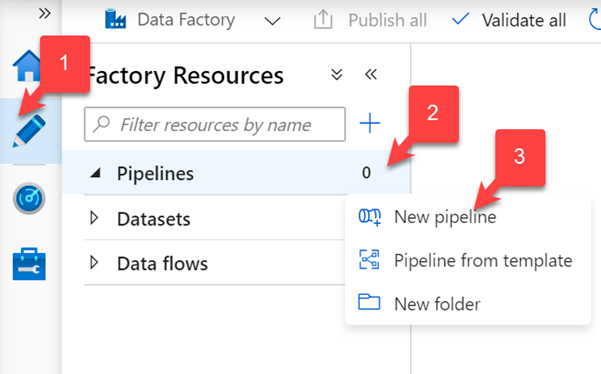 »
Data Factory
Publish all
Validate all
1
Factory Resources
«
Filter resources by name
+
2
Pipelines
0
3
New pipeline
Datasets
Pipeline from template
Data flows
New folder